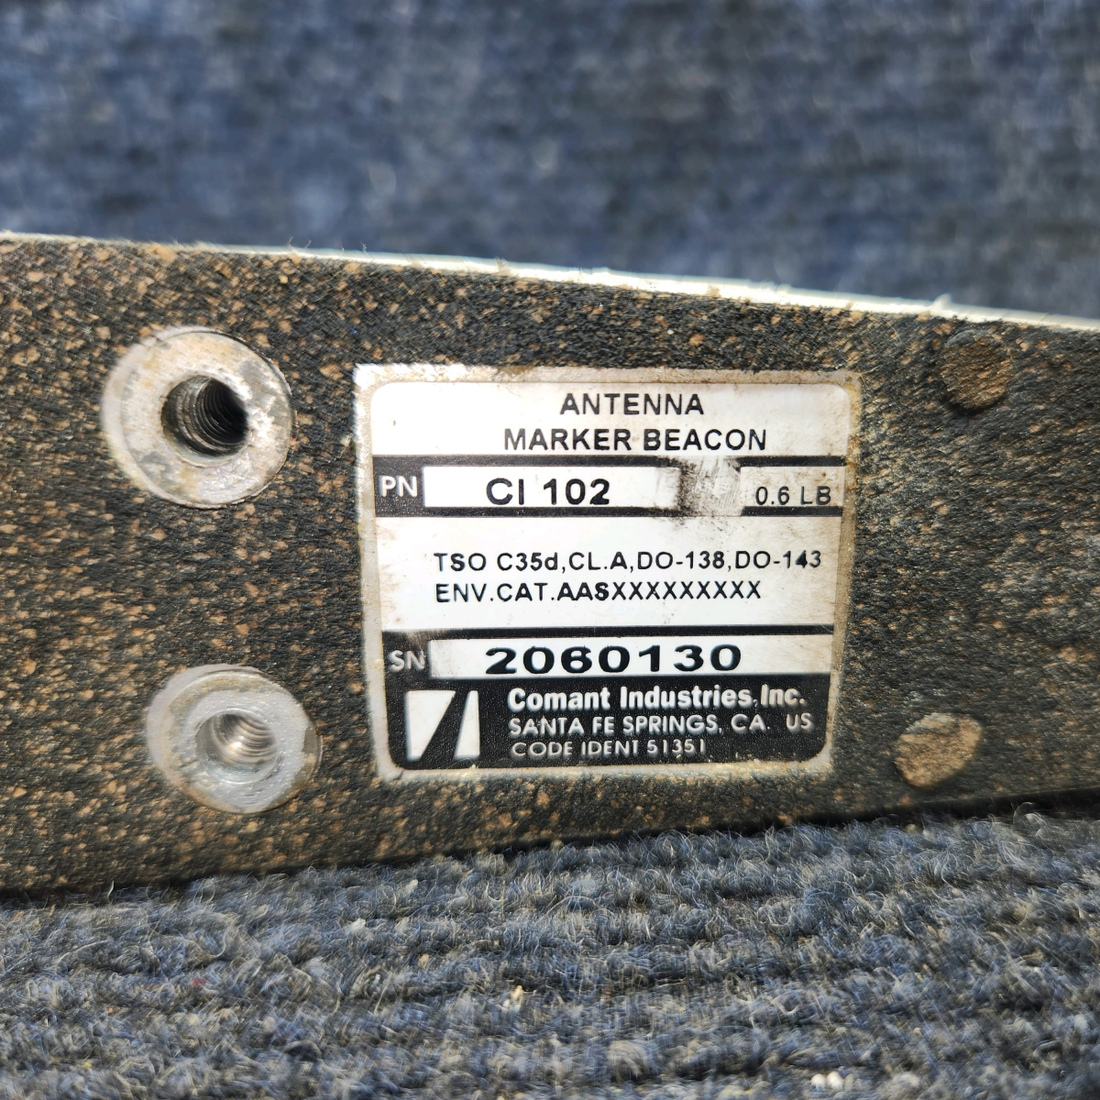 ANTENNA
MARKER BEACON
PN CI 102 0.6 LB
TSO C35d,CL.A,DO-138,DO-143
ENV.CAT.AASXXXXXXXXX
SN 2060130
Comant Industries, Inc.
SANTA FE SPRINGS, CA. US
CODE IDENT 51351